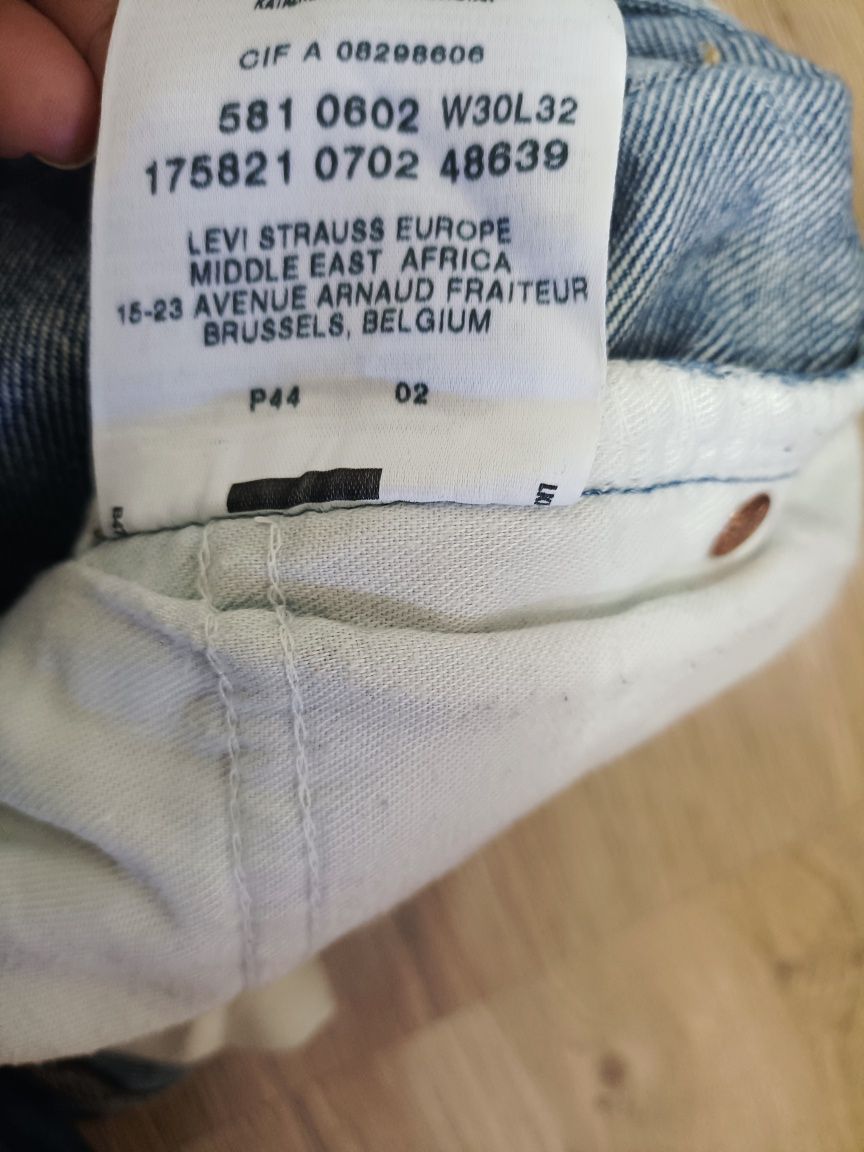 CIF A 08298606
581 0602 W30L32
175821 0702 48639
LEVI STRAUSS EUROPE
MIDDLE EAST AFRICA
15-23 AVENUE ARNAUD FRAITEUR
BRUSSELS, BELGIUM
P44 02